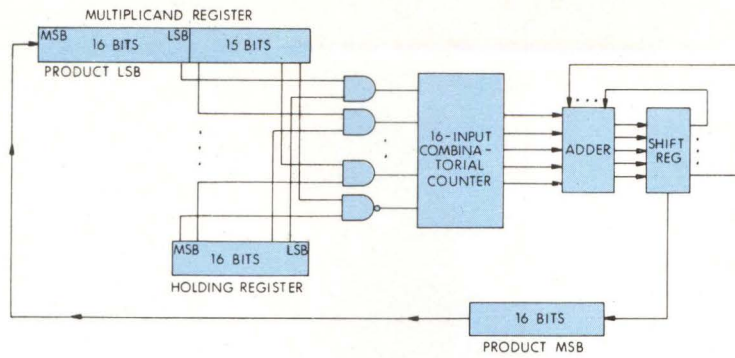 MULTIPLICAND REGISTER
MSB 16 BITS LSB 15 BITS
PRODUCT LSB
16-INPUT
COMBINA-
TORIAL
COUNTER
ADDER
SHIFT
REG
MSB 16 BITS LSB
HOLDING REGISTER
16 BITS
PRODUCT MSB